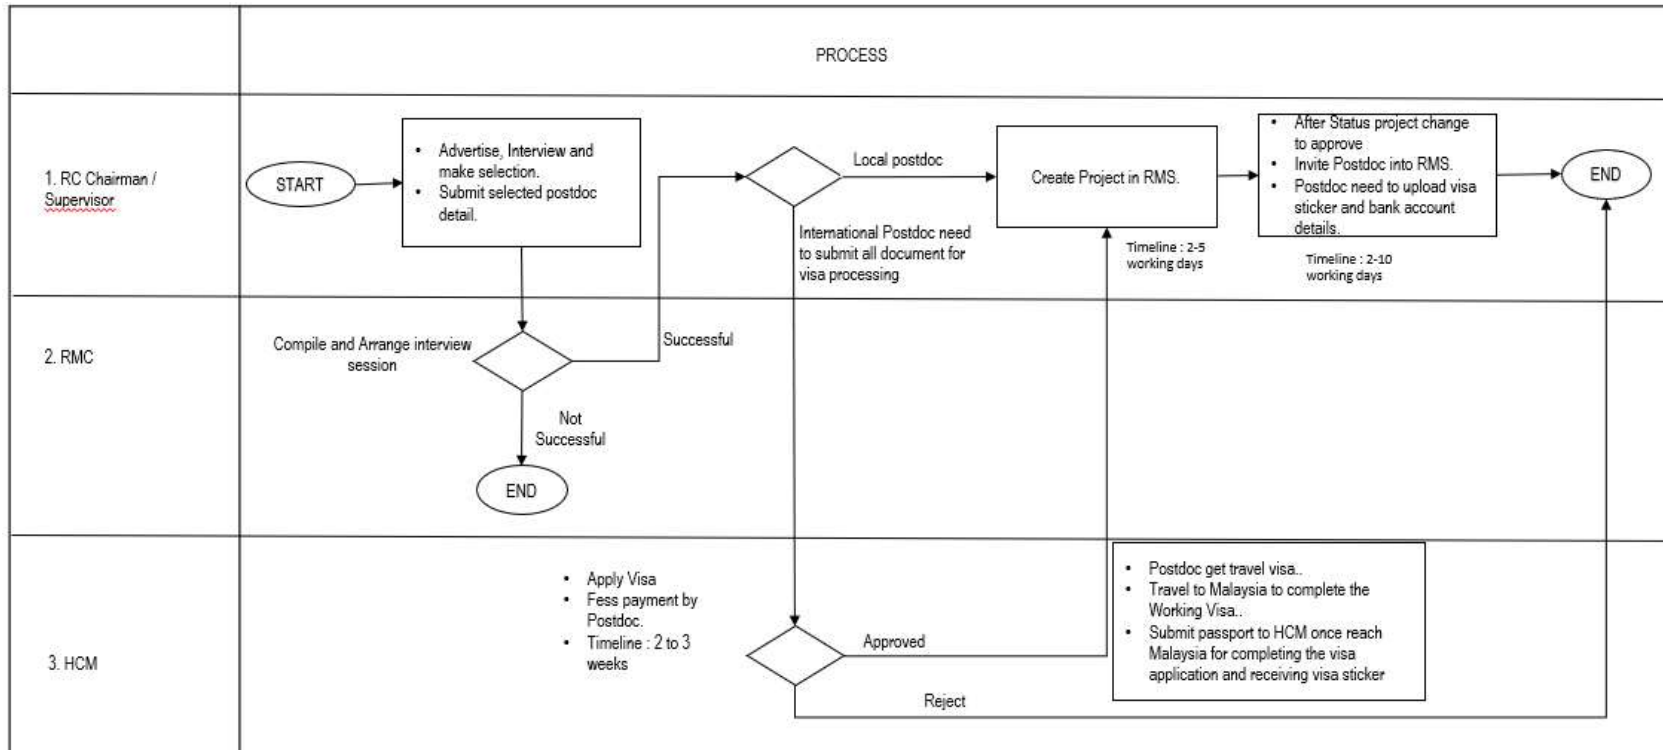 PROCESS
1. RC Chairman /
Supervisor
START
• Advertise, Interview and
make selection.
• Submit selected postdoc
detail.
Local postdoc
International Postdoc need
to submit all document for
visa processing
Create Project in RMS.
Timeline : 2-5
working days
• After Status project change
to approve
• Invite Postdoc into RMS.
• Postdoc need to upload visa
sticker and bank account
details.
Timeline : 2-10
working days
END
2. RMC
Compile and Arrange interview
session
Successful
Not
Successful
END
3. HCM
• Apply Visa
• Fess payment by
Postdoc.
• Timeline : 2 to 3
weeks
Approved
Reject
• Postdoc get travel visa..
• Travel to Malaysia to complete the
Working Visa..
• Submit passport to HCM once reach
Malaysia for completing the visa
application and receiving visa sticker